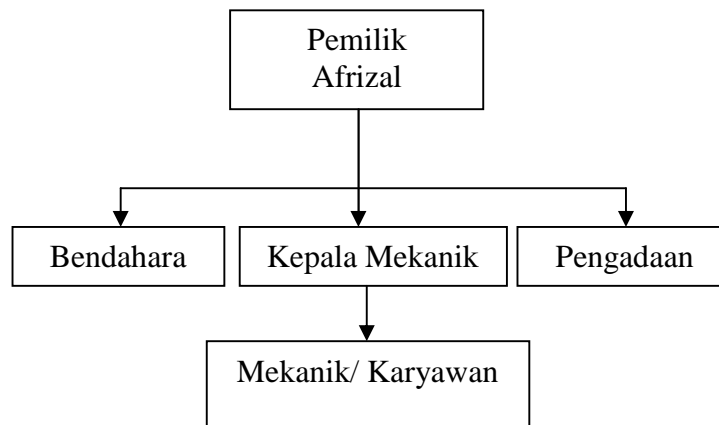 Pemilik
Afrizal
Bendahara
Kepala Mekanik
Pengadaan
Mekanik/ Karyawan